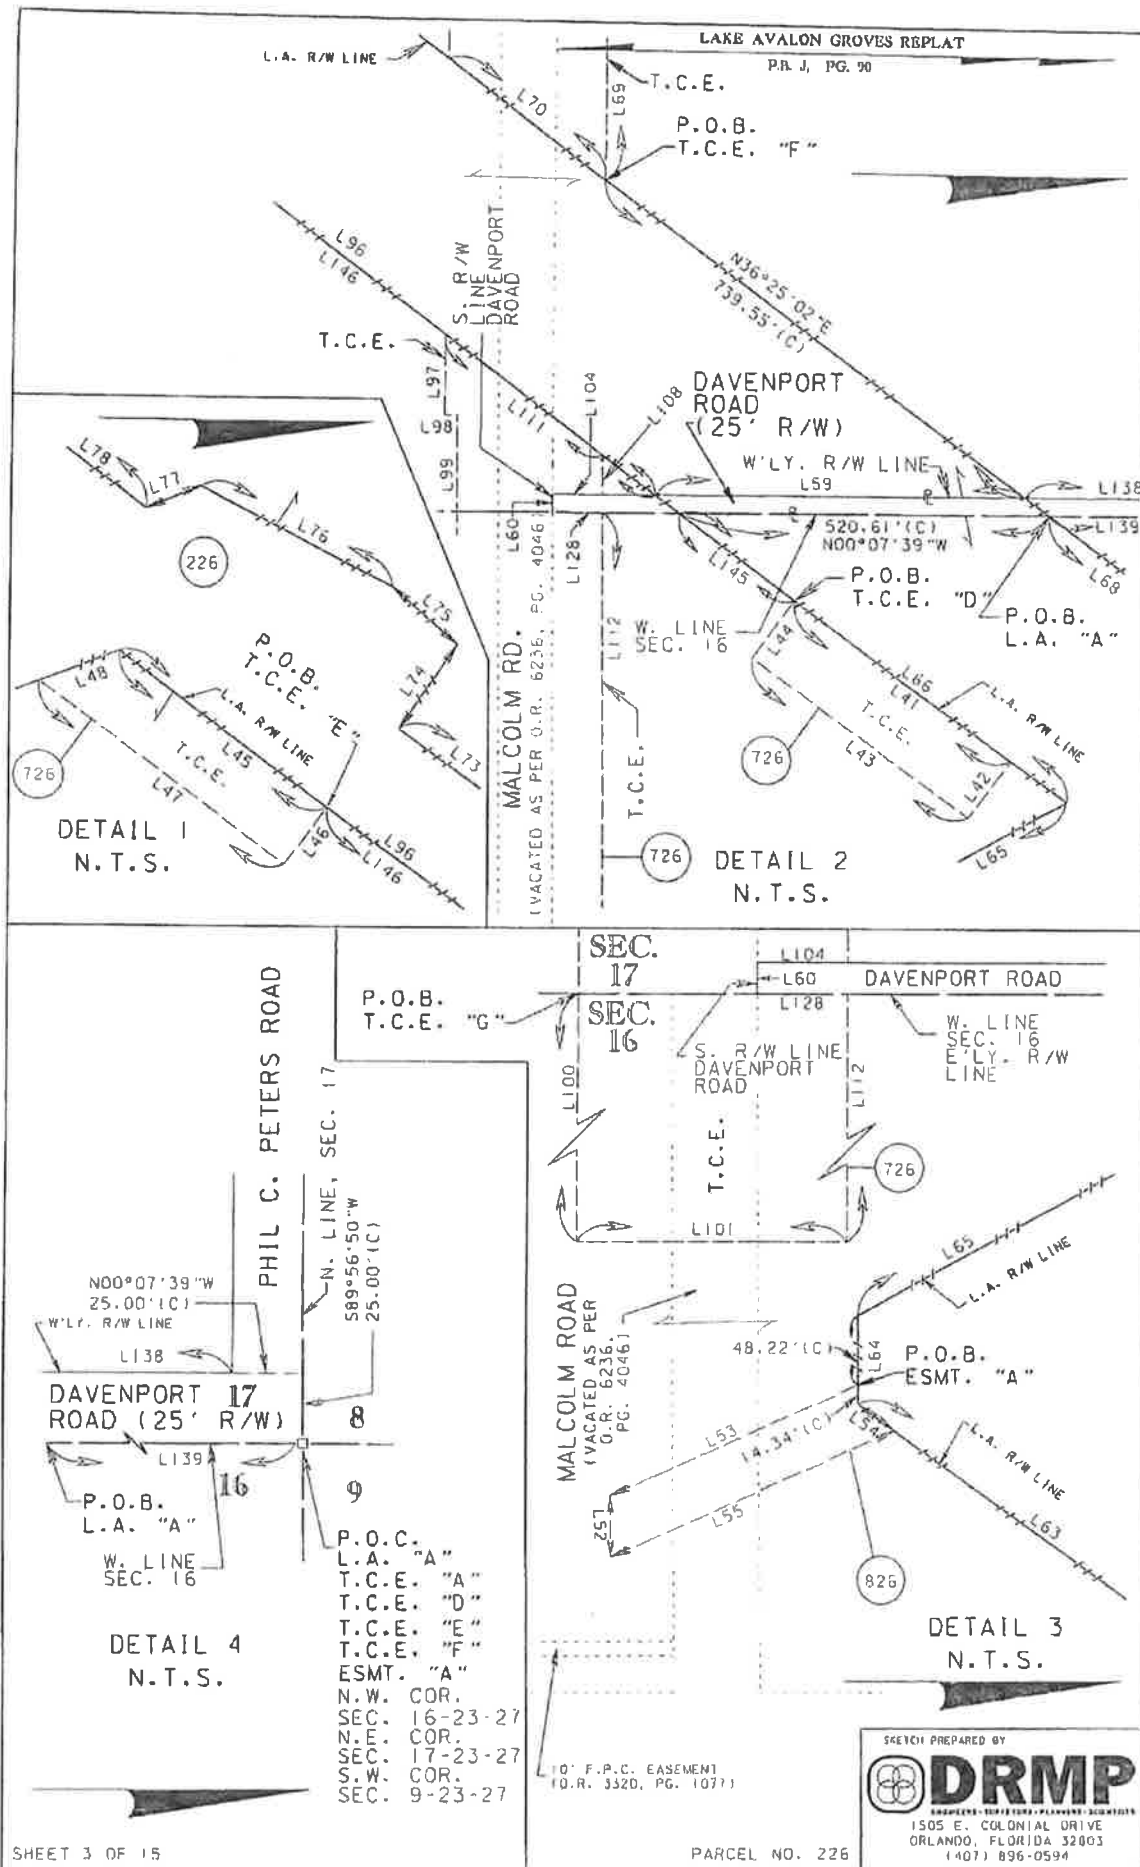 LAKE AVALON GROVES REPLAT
P.B. J, PG. 90
L.A. R/W LINE
L70
L69
T.C.E.
P.O.B.
T.C.E. "F"
L96
L146
S. R/W
LINE
DAVENPORT
ROAD
N36°25'02"E
739.55'(C)
T.C.E.
L97
L98
L99
L111
L104
L108
DAVENPORT
ROAD
(25' R/W)
W'LY. R/W LINE
L59
L138
L139
L60
L128
520.61'(C)
N00°07'39"W
L145
L68
P.O.B.
T.C.E. "D"
P.O.B.
L.A. "A"
W. LINE
SEC. 16
L44
L112
L66
L41
L.A. R/W LINE
T.C.E.
L43
L42
L65
726
T.C.E.
726
MALCOLM RD.
(VACATED AS PER O.R. 6236, PG. 4046)
DETAIL 2
N.T.S.
L78
L77
L76
226
L75
L74
L73
P.O.B.
T.C.E. "E"
L48
L.A. R/W LINE
L45
T.C.E.
L47
L46
726
L96
L146
DETAIL 1
N.T.S.
PHIL C. PETERS ROAD
N. LINE, SEC. 17
S89°56'50"W
25.00'(C)
N00°07'39"W
25.00'(C)
W'LY. R/W LINE
L138
DAVENPORT
ROAD (25' R/W)
17
8
L139
16
9
P.O.B.
L.A. "A"
W. LINE
SEC. 16
P.O.C.
L.A. "A"
T.C.E. "A"
T.C.E. "D"
T.C.E. "E"
T.C.E. "F"
ESMT. "A"
N.W. COR.
SEC. 16-23-27
N.E. COR.
SEC. 17-23-27
S.W. COR.
SEC. 9-23-27
DETAIL 4
N.T.S.
P.O.B.
T.C.E. "G"
SEC.
17
SEC.
16
L104
L60
L128
DAVENPORT ROAD
W. LINE
SEC. 16
E'LY. R/W
LINE
S. R/W LINE
DAVENPORT
ROAD
L100
L112
T.C.E.
726
L101
L65
L.A. R/W LINE
MALCOLM ROAD
(VACATED AS PER
O.R. 6236,
PG. 4046)
48.22'(C)
L64
P.O.B.
ESMT. "A"
L53
14.34'(C)
L54
L.A. R/W LINE
L52
L55
L63
826
DETAIL 3
N.T.S.
10' F.P.C. EASEMENT
(O.R. 3320, PG. 1077)
SKETCH PREPARED BY
DRMP
ENGINEERS-SURVEYORS-PLANNERS-SCIENTISTS
1505 E. COLONIAL DRIVE
ORLANDO, FLORIDA 32803
(407) 896-0594
SHEET 3 OF 15
PARCEL NO. 226